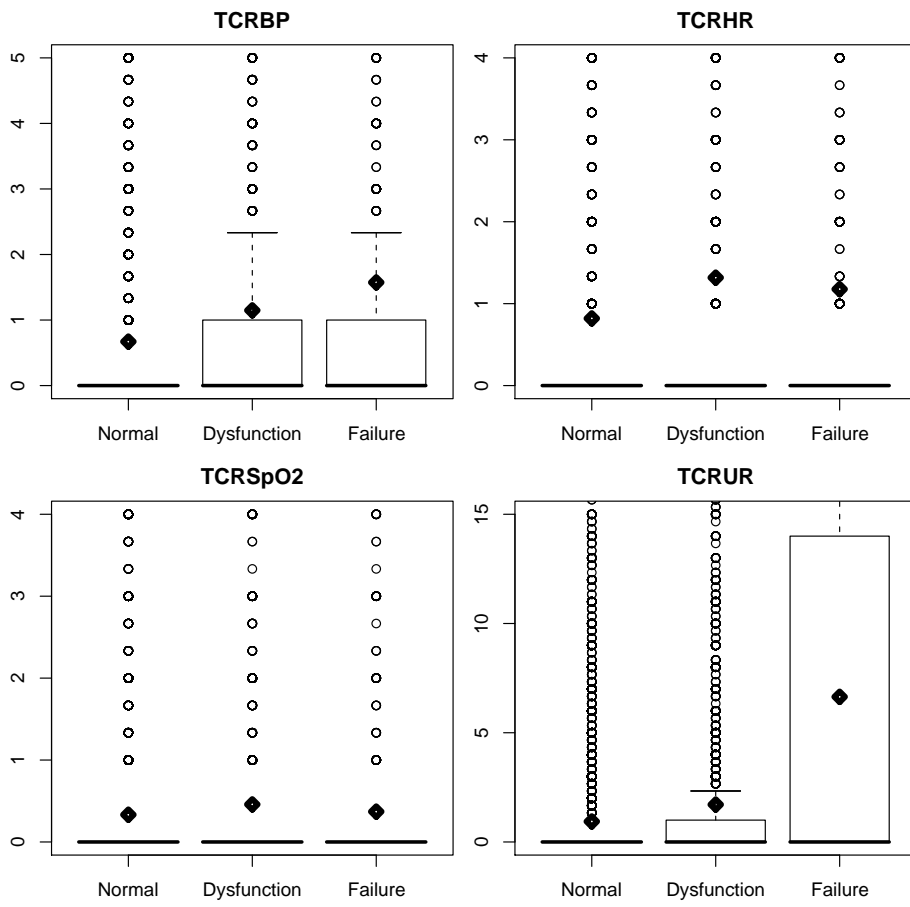 TCRBP
5
4
3
2
1
0
Normal Dysfunction Failure
TCRHR
4
3
2
1
0
Normal Dysfunction Failure
TCRSpO2
4
3
2
1
0
Normal Dysfunction Failure
TCRUR
15
10
5
0
Normal Dysfunction Failure